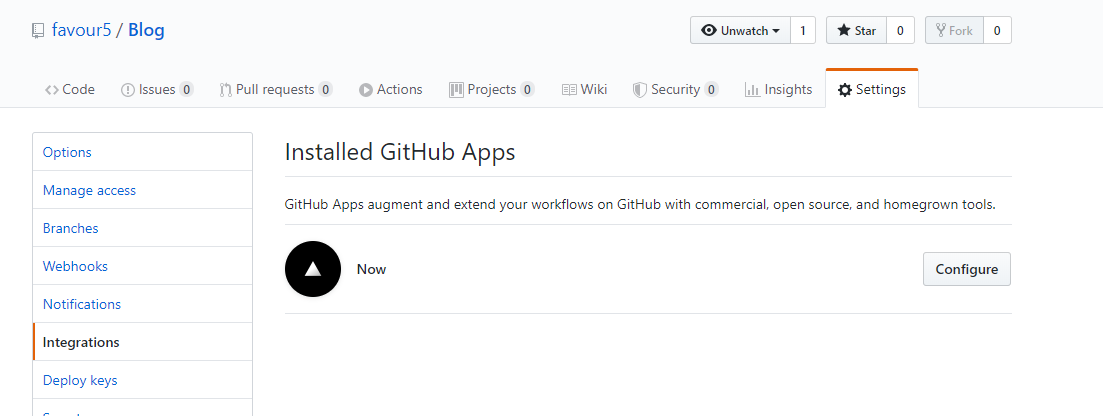 favour5 / Blog
Unwatch 1 Star 0 Fork 0
Code Issues 0 Pull requests 0 Actions Projects 0 Wiki Security 0 Insights Settings
Options
Manage access
Branches
Webhooks
Notifications
Integrations
Deploy keys
Installed GitHub Apps
GitHub Apps augment and extend your workflows on GitHub with commercial, open source, and homegrown tools.
Now
Configure